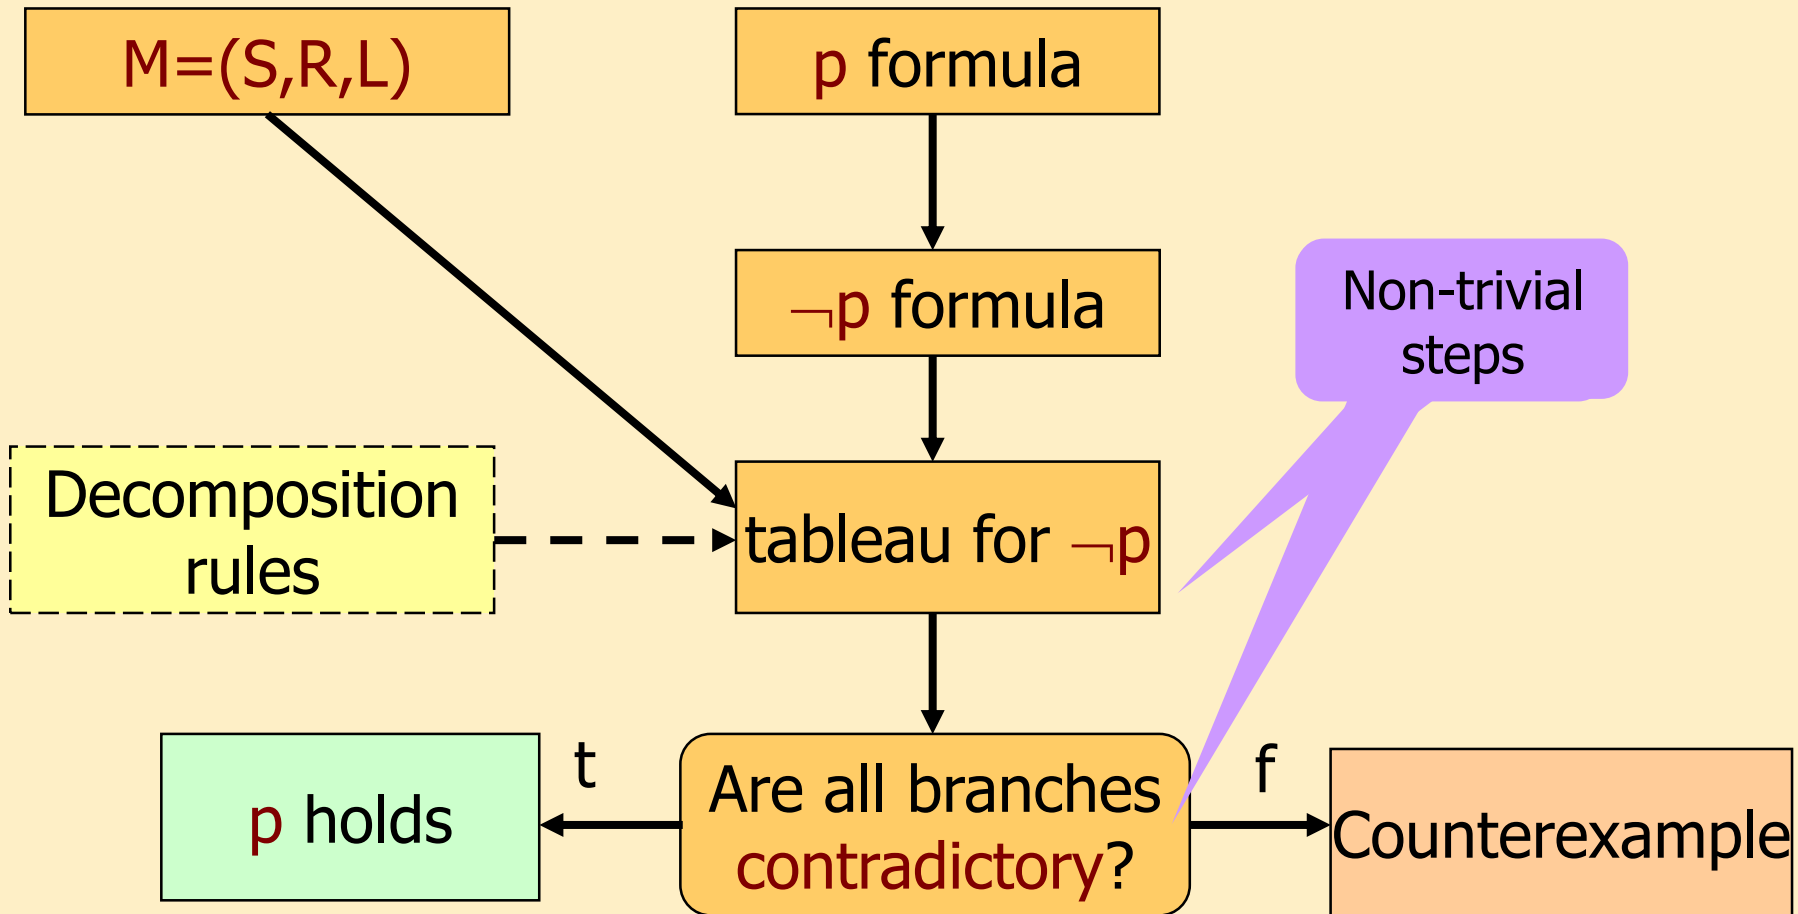 M=(S,R,L)
p formula
¬p formula
Non-trivial
steps
Decomposition
rules
tableau for ¬p
p holds
t
Are all branches
contradictory?
f
Counterexample